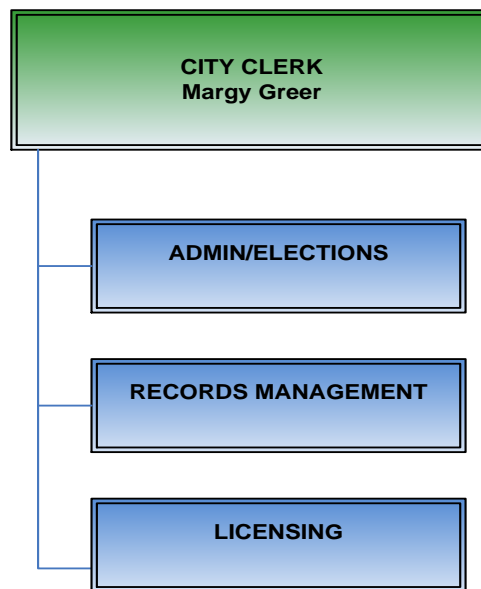 CITY CLERK
Margy Greer
ADMIN/ELECTIONS
RECORDS MANAGEMENT
LICENSING